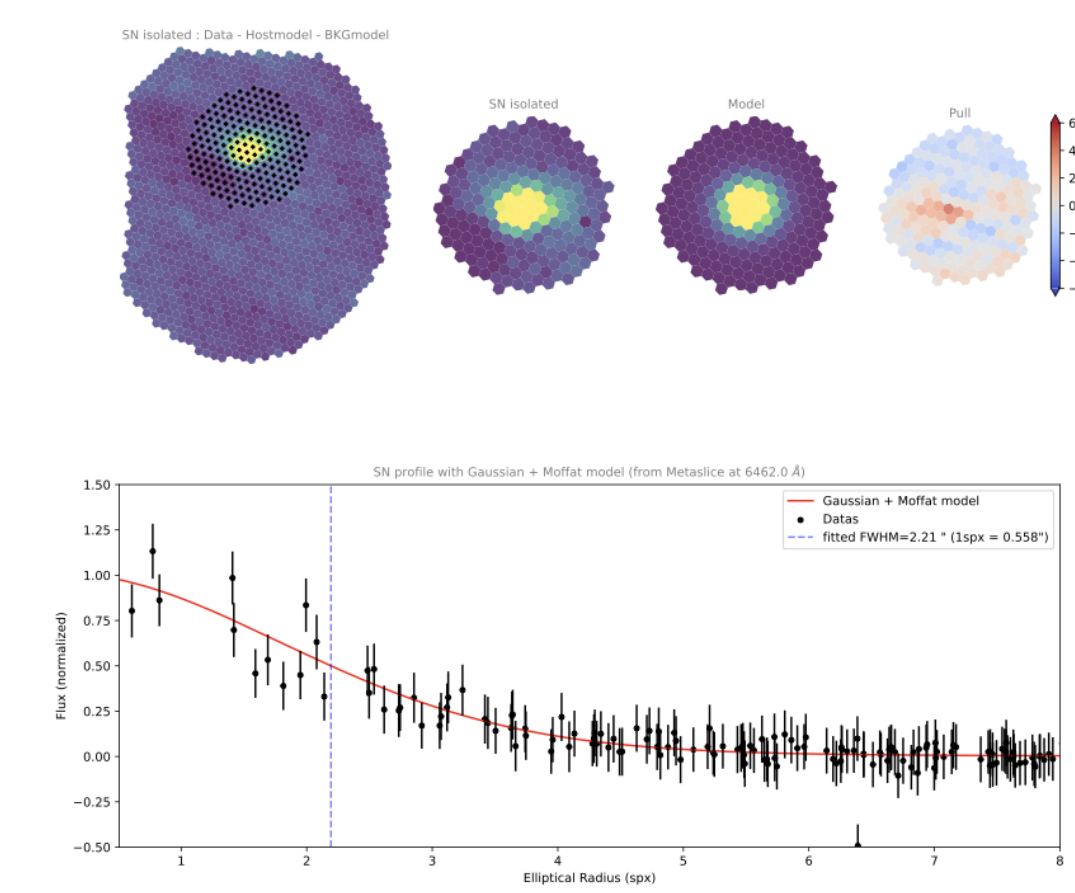 SN isolated : Data - Hostmodel - BKGmodel
SN isolated
Model
Pull
6
4
2
0
SN profile with Gaussian + Moffat model (from Metaslice at 6462.0 Å)
1.50
1.25
1.00
0.75
0.50
0.25
0.00
−0.25
−0.50
Flux (normalized)
Gaussian + Moffat model
Datas
fitted FWHM=2.21 " (1spx = 0.558")
1 2 3 4 5 6 7 8
Elliptical Radius (spx)